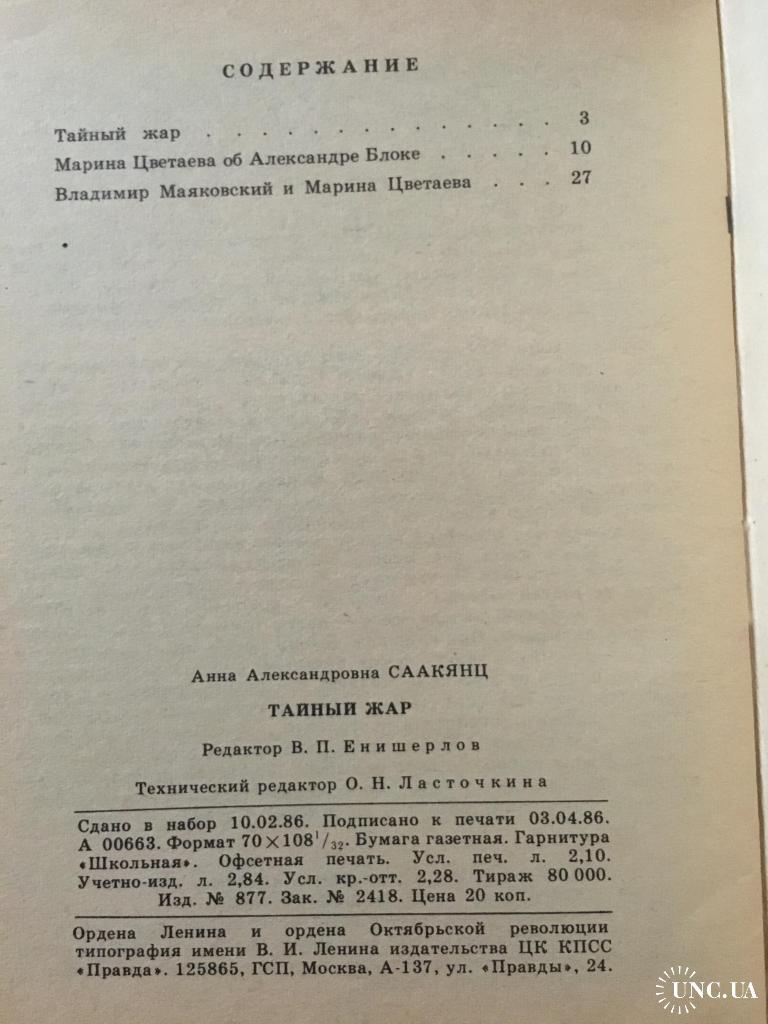 СОДЕРЖАНИЕ
Тайный жар . . . . . . . . . . . . . 3
Марина Цветаева об Александре Блоке . . . . . 10
Владимир Маяковский и Марина Цветаева . . . 27
Анна Александровна СААКЯНЦ
ТАЙНЫЙ ЖАР
Редактор В. П. Енишерлов
Технический редактор О. Н. Ласточкина
Сдано в набор 10.02.86. Подписано к печати 03.04.86.
А 00663. Формат 70×108¹/₃₂. Бумага газетная. Гарнитура
«Школьная». Офсетная печать. Усл. печ. л. 2,10.
Учетно-изд. л. 2,84. Усл. кр.-отт. 2,28. Тираж 80 000.
Изд. № 877. Зак. № 2418. Цена 20 коп.
Ордена Ленина и ордена Октябрьской революции
типография имени В. И. Ленина издательства ЦК КПСС
«Правда». 125865, ГСП, Москва, А-137, ул. «Правды», 24.
UNC.UA